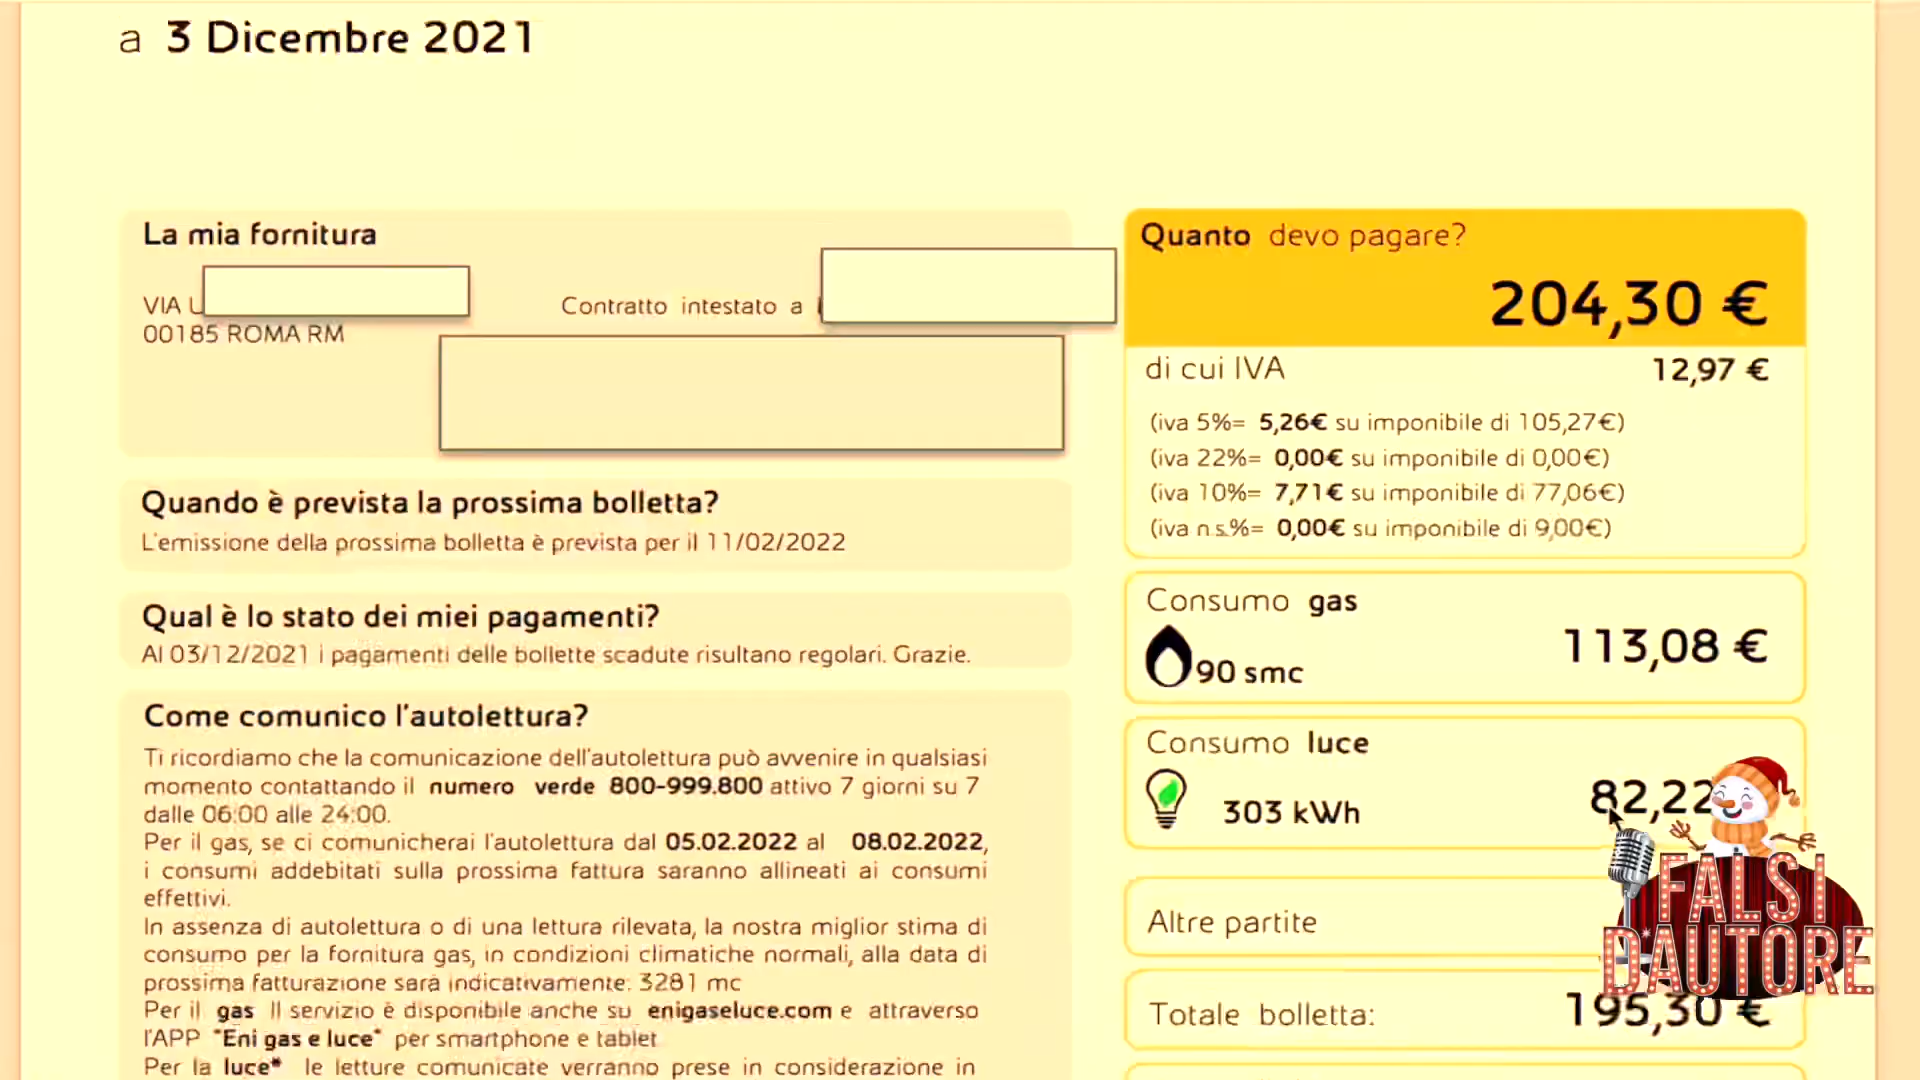 a 3 Dicembre 2021
La mia fornitura
VIA
00185 ROMA RM
Contratto intestato a
Quando è prevista la prossima bolletta?
L'emissione della prossima bolletta è prevista per il 11/02/2022
Qual è lo stato dei miei pagamenti?
Al 03/12/2021 i pagamenti delle bollette scadute risultano regolari. Grazie.
Come comunico l'autolettura?
Ti ricordiamo che la comunicazione dell'autolettura può avvenire in qualsiasi
momento contattando il numero verde 800-999.800 attivo 7 giorni su 7
dalle 06:00 alle 24:00.
Per il gas, se ci comunicherai l'autolettura dal 05.02.2022 al 08.02.2022,
i consumi addebitati sulla prossima fattura saranno allineati ai consumi
effettivi.
In assenza di autolettura o di una lettura rilevata, la nostra miglior stima di
consumo per la fornitura gas, in condizioni climatiche normali, alla data di
prossima fatturazione sarà indicativamente: 3281 mc
Per il gas Il servizio è disponibile anche su enigaseluce.com e attraverso
l'APP "Eni gas e luce" per smartphone e tablet
Per la luce* le letture comunicate verranno prese in considerazione in
Quanto devo pagare?
204,30 €
di cui IVA 12,97 €
(iva 5%= 5,26€ su imponibile di 105,27€)
(iva 22%= 0,00€ su imponibile di 0,00€)
(iva 10%= 7,71€ su imponibile di 77,06€)
(iva n.s.%= 0,00€ su imponibile di 9,00€)
Consumo gas
90 smc
113,08 €
Consumo luce
303 kWh
82,22
Altre partite
Totale bolletta: 195,30 €
FALSI
D'AUTORE